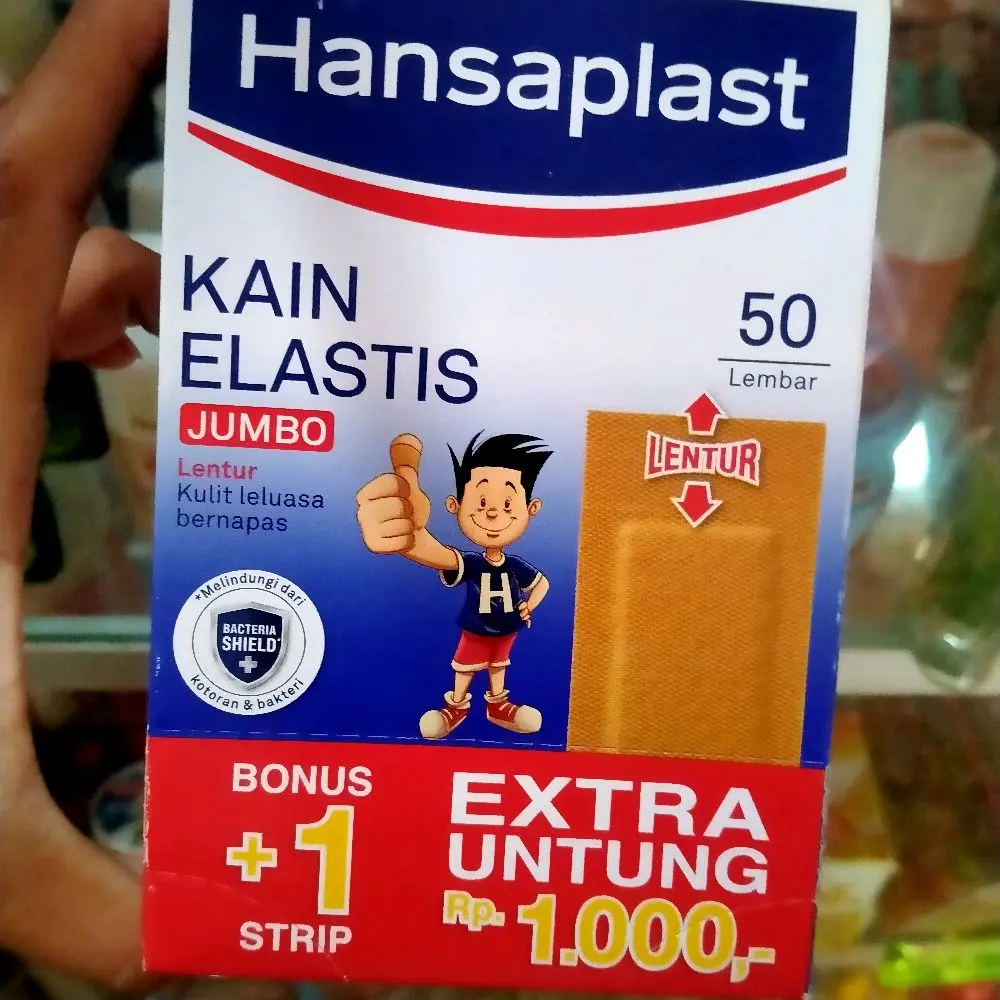 Hansaplast
KAIN
ELASTIS
JUMBO
Lentur
Kulit leluasa
bernapas
50
Lembar
LENTUR
*Melindungi dari
BACTERIA
SHIELD
kotoran & bakteri
H
BONUS
+1
STRIP
EXTRA
UNTUNG
Rp. 1.000,-